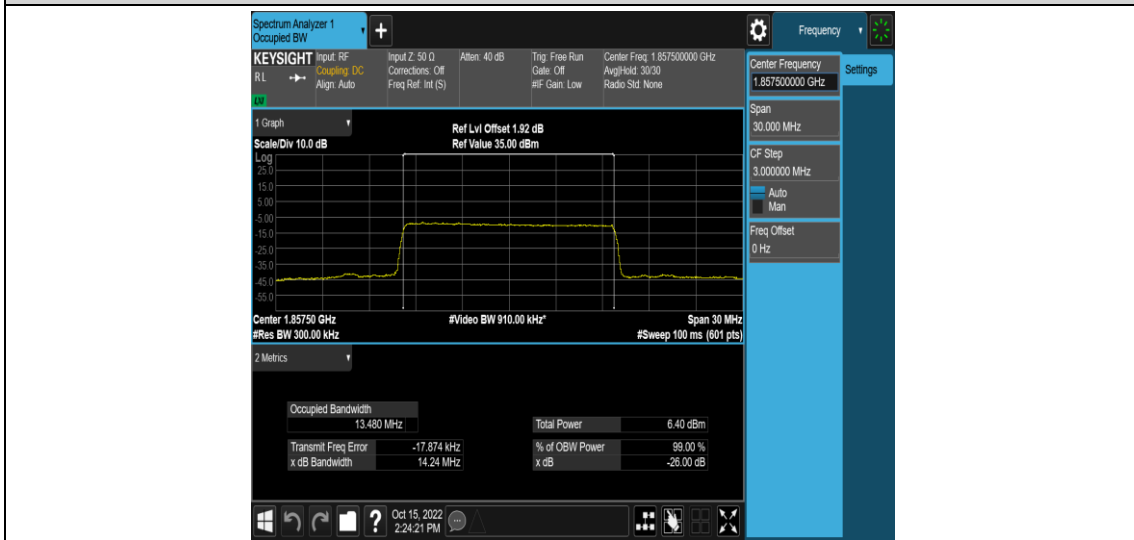 Spectrum Analyzer 1
Occupied BW
Frequency
KEYSIGHT
RL
LNI
Input: RF
Coupling: DC
Align: Auto
Input Z: 50 Ω
Corrections: Off
Freq Ref: Int (S)
Atten: 40 dB
Trig: Free Run
Gate: Off
#IF Gain: Low
Center Freq: 1.857500000 GHz
Avg|Hold: 30/30
Radio Std: None
Center Frequency
1.857500000 GHz
Settings
Span
30.000 MHz
CF Step
3.000000 MHz
Auto
Man
Freq Offset
0 Hz
1 Graph
Scale/Div 10.0 dB
Ref Lvl Offset 1.92 dB
Ref Value 35.00 dBm
Log
25.0
15.0
5.00
-5.00
-15.0
-25.0
-35.0
-45.0
-55.0
Center 1.85750 GHz
#Video BW 910.00 kHz*
Span 30 MHz
#Res BW 300.00 kHz
#Sweep 100 ms (601 pts)
2 Metrics
Occupied Bandwidth
13.480 MHz
Total Power 6.40 dBm
Transmit Freq Error -17.874 kHz
% of OBW Power 99.00 %
x dB Bandwidth 14.24 MHz
x dB -26.00 dB
Oct 15, 2022
2:24:21 PM